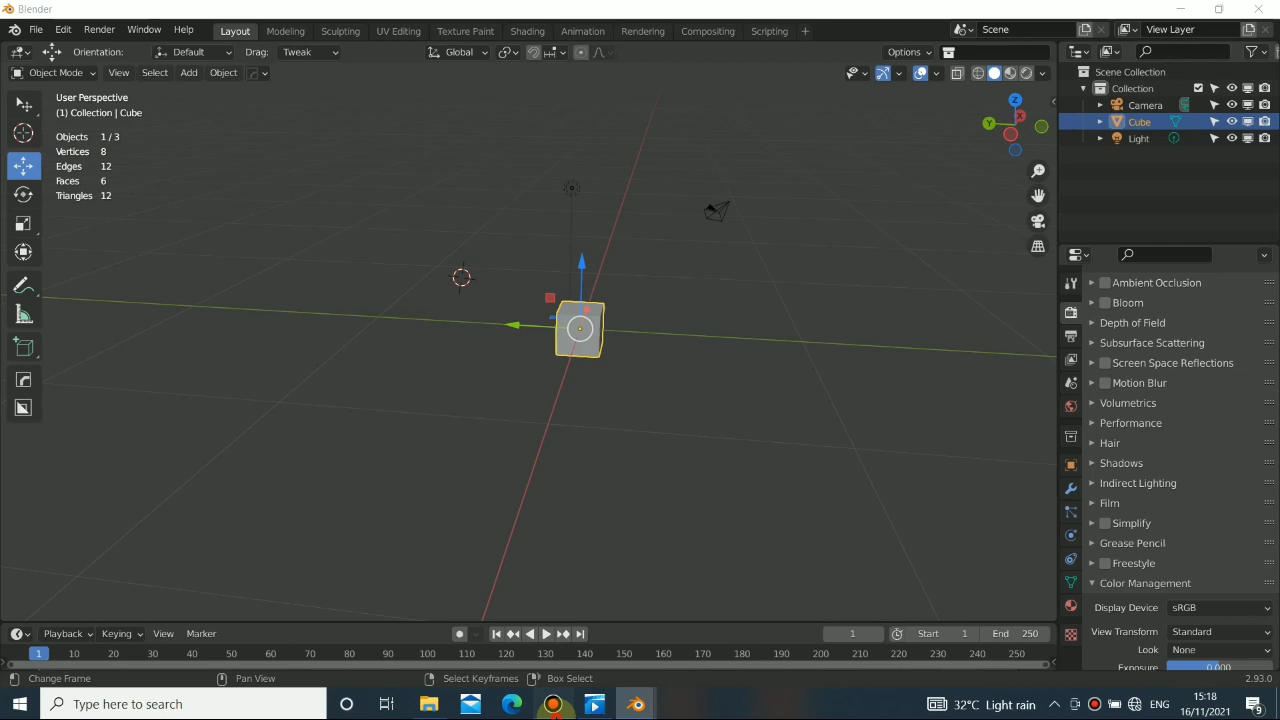 Blender
File Edit Render Window Help Layout Modeling Sculpting UV Editing Texture Paint Shading Animation Rendering Compositing Scripting + Scene View Layer
Orientation: Default Drag: Tweak Global Options
Object Mode View Select Add Object
User Perspective
(1) Collection | Cube
Objects 1 / 3
Vertices 8
Edges 12
Faces 6
Triangles 12
Z
X
Y
Scene Collection
Collection
Camera
Cube
Light
Ambient Occlusion
Bloom
Depth of Field
Subsurface Scattering
Screen Space Reflections
Motion Blur
Volumetrics
Performance
Hair
Shadows
Indirect Lighting
Film
Simplify
Grease Pencil
Freestyle
Color Management
Display Device sRGB
View Transform Standard
Look None
Exposure 0.000
Playback Keying View Marker 1 Start 1 End 250
1 10 20 30 40 50 60 70 80 90 100 110 120 130 140 150 160 170 180 190 200 210 220 230 240 250
Change Frame Pan View Select Keyframes Box Select 2.93.0
Type here to search
32°C Light rain
ENG
15:18
16/11/2021
9